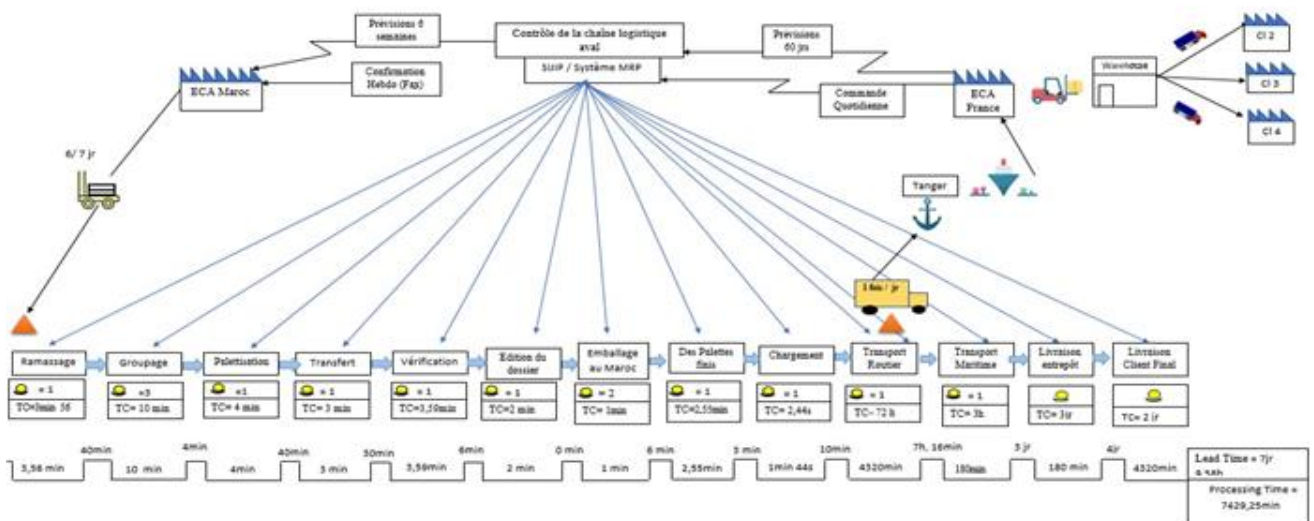 Prévisions 6
semaines
Contrôle de la chaîne logistique
aval
SUIP / Système MRP
Prévisions
60 jrs
Confirmation
Hebdo (Fax)
ECA Maroc
Commande
Quotidienne
ECA
France
Warehouse
Cl 2
Cl 3
Cl 4
6/ 7 jr
Tanger
1 fois / jr
Ramassage
Groupage
Palettisation
Transfert
Vérification
Edition du
dossier
Emballage
au Maroc
Des Palettes
finis
Chargement
Transport
Routier
Transport
Maritime
Livraison
entrepôt
Livraison
Client Final
= 1
=3
=1
= 1
= 1
= 1
= 2
= 1
= 1
= 1
= 1
TC=3min 56
TC= 10 min
TC= 4 min
TC= 3 min
TC=3,59min
TC=2 min
TC= 1min
TC=2,55min
TC= 2,44s
TC= 72 h
TC= 3h
TC= 3jr
TC= 2 jr
40min
4min
40min
30min
6min
0 min
6 min
3 min
10min
7h, 16min
3 jr
4jr
3,56 min
10 min
4min
3 min
3,59min
2 min
1 min
2,55min
1min 44s
4320min
180min
180 min
4320min
Lead Time = 7jr
Processing Time =
7429,25min